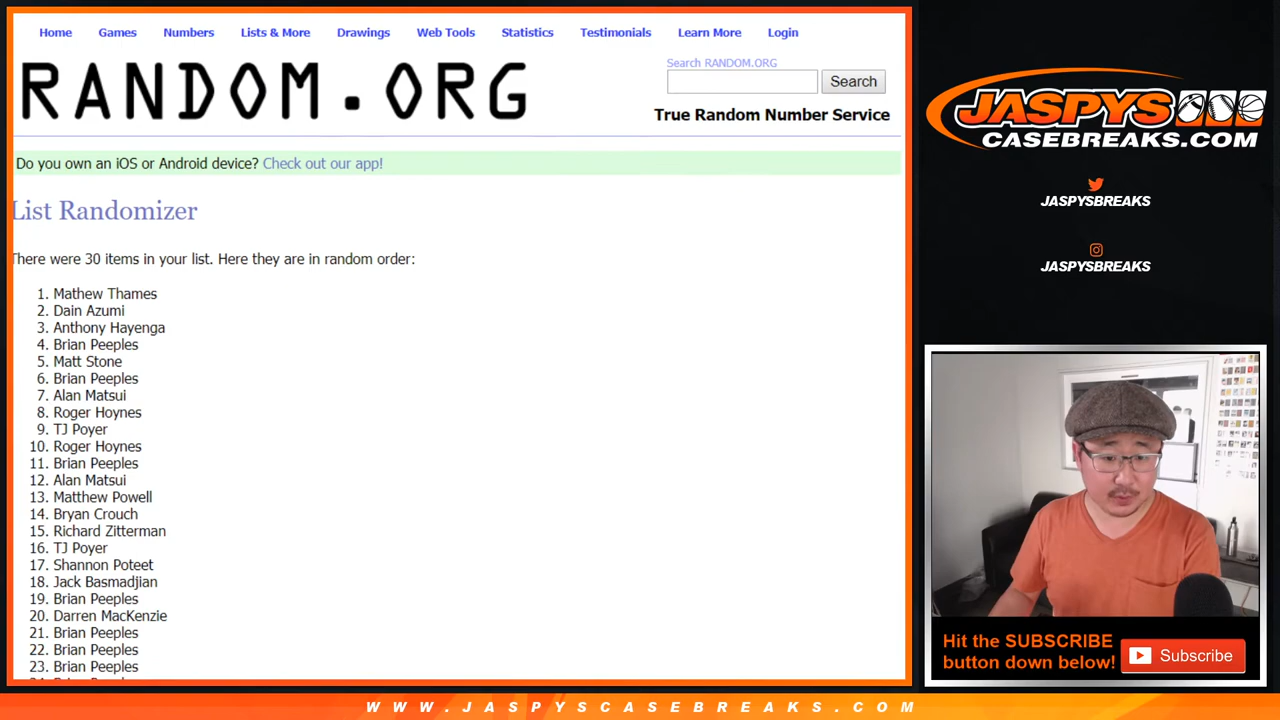 Home Games Numbers Lists & More Drawings Web Tools Statistics Testimonials Learn More Login
RANDOM.ORG
Search RANDOM.ORG
Search
True Random Number Service
Do you own an iOS or Android device? Check out our app!
List Randomizer
There were 30 items in your list. Here they are in random order:
1. Mathew Thames
2. Dain Azumi
3. Anthony Hayenga
4. Brian Peeples
5. Matt Stone
6. Brian Peeples
7. Alan Matsui
8. Roger Hoynes
9. TJ Poyer
10. Roger Hoynes
11. Brian Peeples
12. Alan Matsui
13. Matthew Powell
14. Bryan Crouch
15. Richard Zitterman
16. TJ Poyer
17. Shannon Poteet
18. Jack Basmadjian
19. Brian Peeples
20. Darren MacKenzie
21. Brian Peeples
22. Brian Peeples
23. Brian Peeples
JASPYS
CASEBREAKS.COM
JASPYSBREAKS
JASPYSBREAKS
Hit the SUBSCRIBE
button down below!
Subscribe
WWW.JASPYSCASEBREAKS.COM